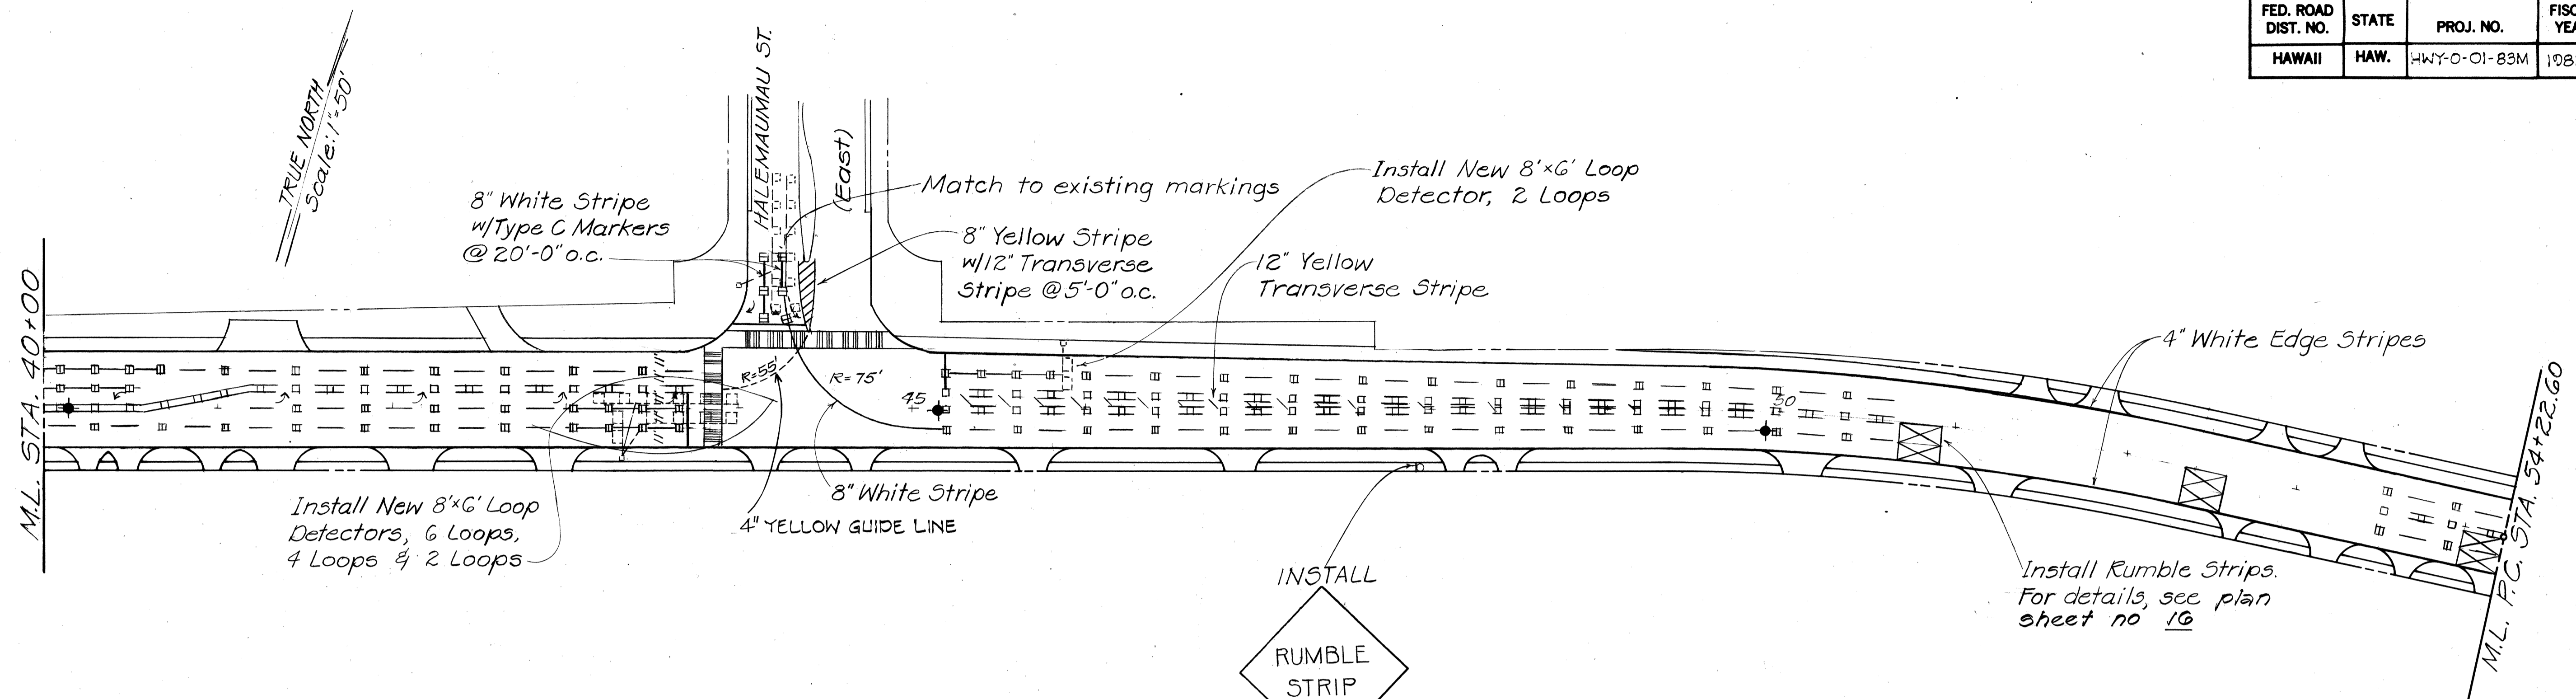 FED. ROAD DIST. NO. STATE PROJ. NO.
HAWAII HAW. HWY-0-01-83M
TRUE NORTH
Scale: 1"=50'
HALEMAUMAU ST.
(East)
8" White Stripe
w/Type C Markers
@ 20'-0" o.c.
Match to existing markings
8" Yellow Stripe
w/12" Transverse
Stripe @ 5'-0" o.c.
Install New 8'×6' Loop
Detector, 2 Loops
12" Yellow
Transverse Stripe
4" White Edge Stripes
M.L. STA. 40+00
R=55'
R=75'
45
50
M.L. P.C. STA. 54+22.60
Install New 8'×6' Loop
Detectors, 6 Loops,
4 Loops & 2 Loops
8" White Stripe
4" YELLOW GUIDE LINE
INSTALL
RUMBLE
STRIP
Install Rumble Strips.
For details, see plan
sheet no 16